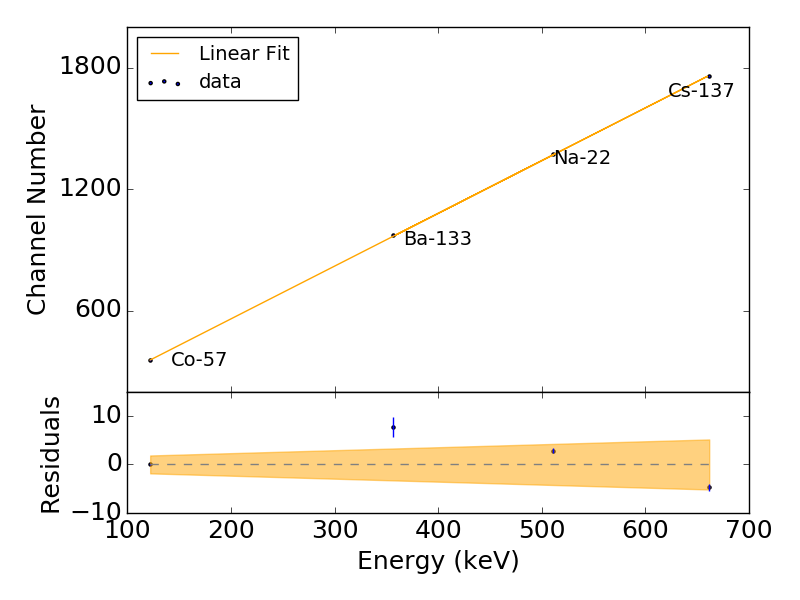 Linear Fit
data
1800
1200
600
Channel Number
Cs-137
Na-22
Ba-133
Co-57
10
0
−10
Residuals
100 200 300 400 500 600 700
Energy (keV)